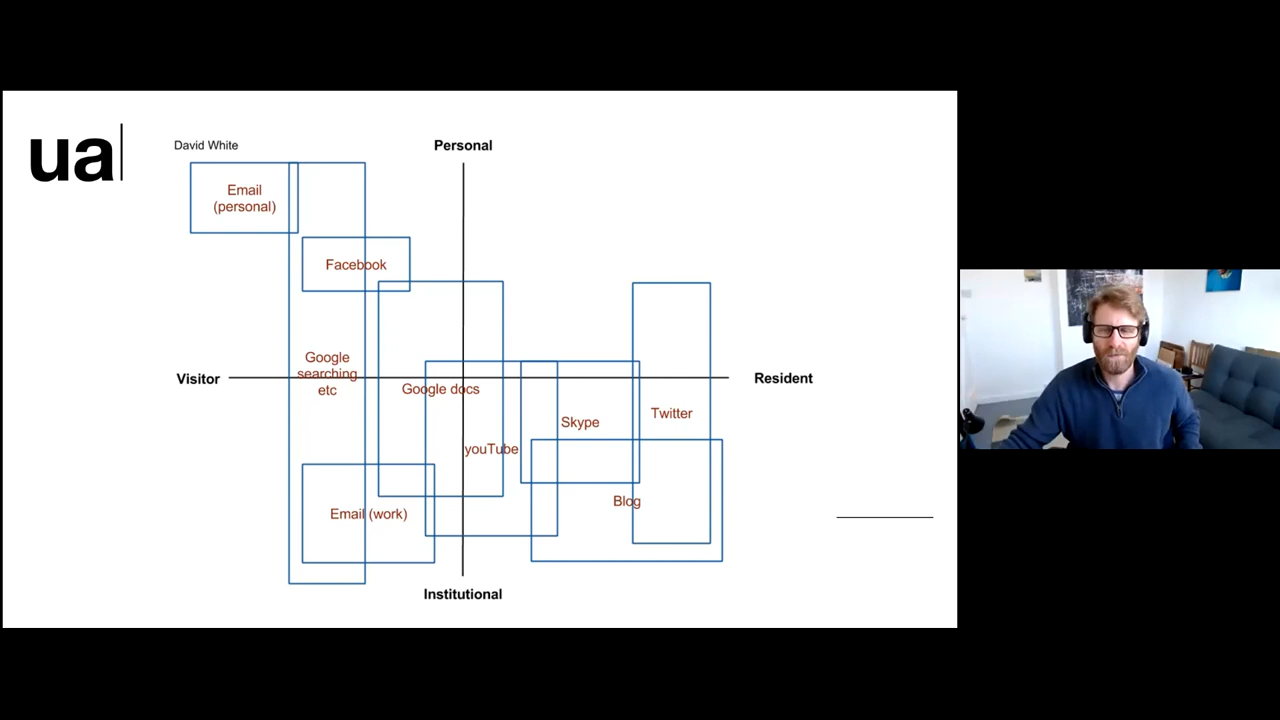 ual
David White
Personal
Email
(personal)
Facebook
Google
searching
etc
Visitor
Resident
Google docs
Skype
Twitter
youTube
Blog
Email (work)
Institutional